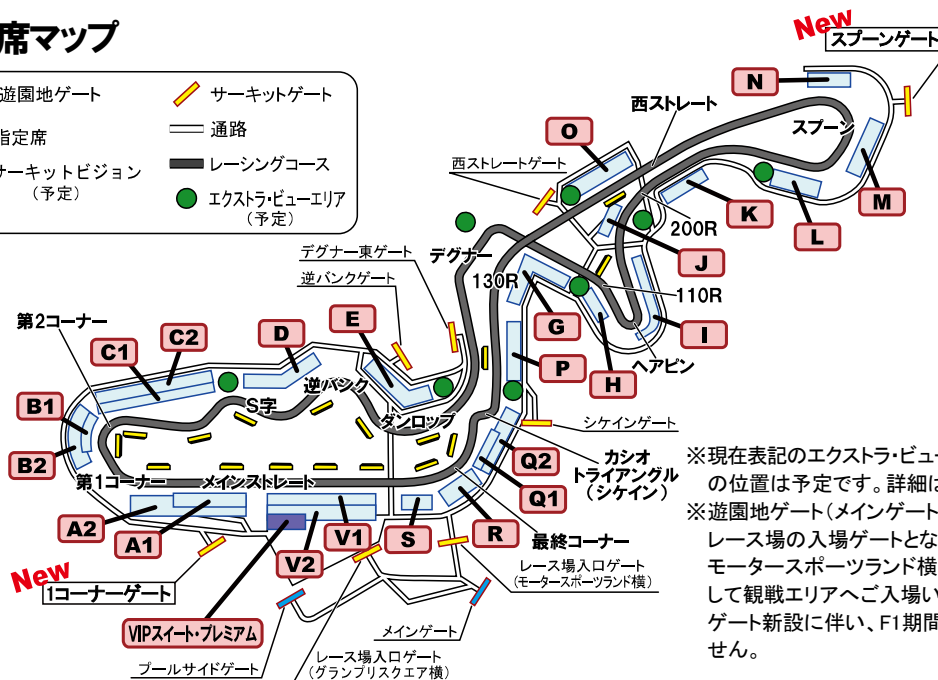 席マップ
遊園地ゲート
サーキットゲート
指定席
通路
サーキットビジョン
(予定)
レーシングコース
エクストラ・ビューエリア
(予定)
New
スプーンゲート
N
西ストレート
スプーン
O
西ストレートゲート
M
K
L
200R
J
デグナー
デグナー東ゲート
逆バンクゲート
130R
110R
G
I
第2コーナー
C1
C2
D
E
P
H
ヘアピン
B1
B2
S字
逆バンク
ダンロップ
シケインゲート
Q2
Q1
カシオ
トライアングル
(シケイン)
第1コーナー
メインストレート
A2
A1
V1
V2
S
R
最終コーナー
New
1コーナーゲート
VIPスイート・プレミアム
プールサイドゲート
レース場入口ゲート
(グランプリスクエア横)
メインゲート
レース場入口ゲート
(モータースポーツランド横)
※現在表記のエクストラ・ビュー
の位置は予定です。詳細は
※遊園地ゲート(メインゲート
レース場の入場ゲートとな
モータースポーツランド横
して観戦エリアへご入場い
ゲート新設に伴い、F1期間
せん。